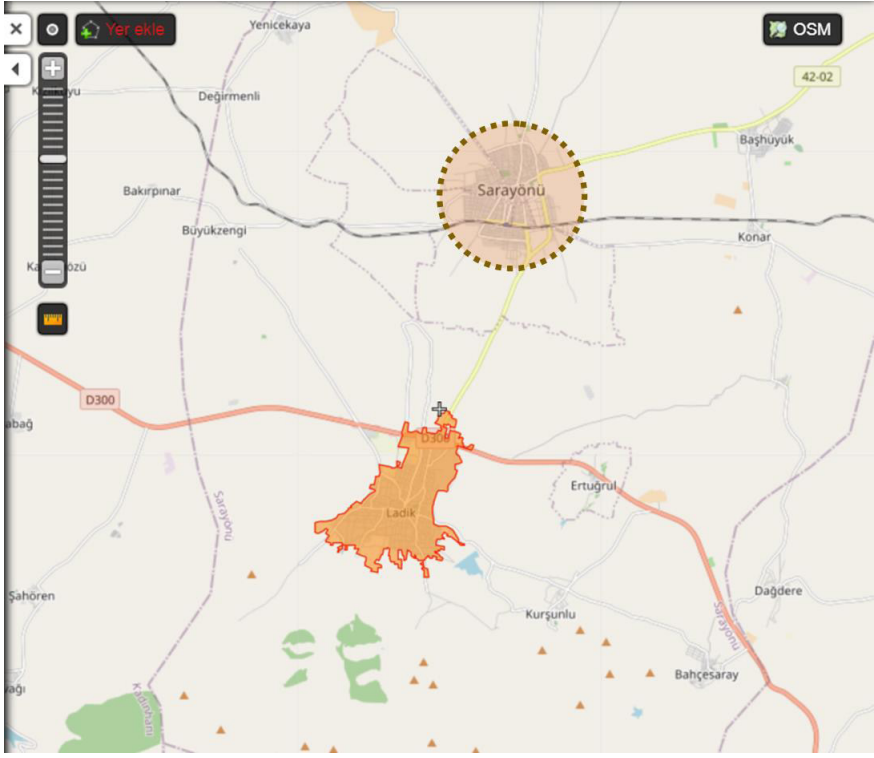 ×
Yer ekle
OSM
Yenicekaya
42-02
Değirmenli
Başhüyük
Bakırpınar
Sarayönü
Büyükzengi
Konar
D300
D300
Ertuğrul
Sarayönü
Ladik
Şahören
Kurşunlu
Dağdere
Sarayönü
Bahçesaray
Kadınhanı